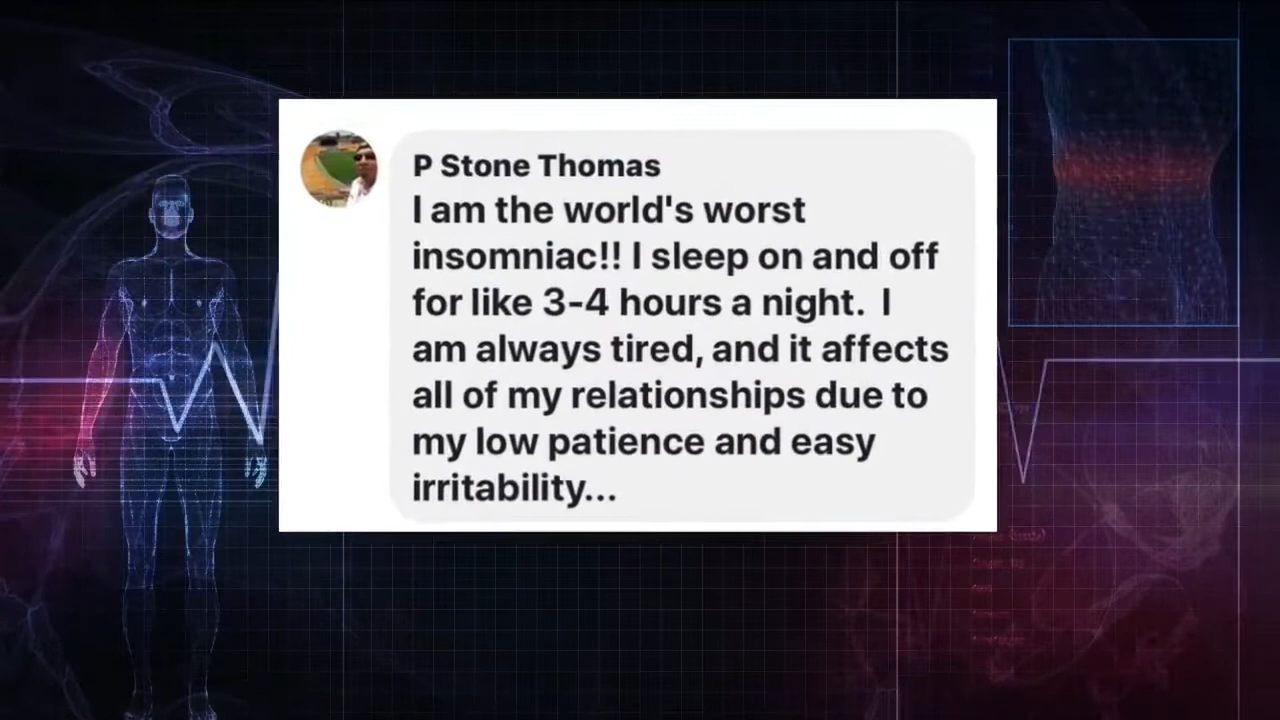 P Stone Thomas
I am the world's worst
insomniac!! I sleep on and off
for like 3-4 hours a night. I
am always tired, and it affects
all of my relationships due to
my low patience and easy
irritability...